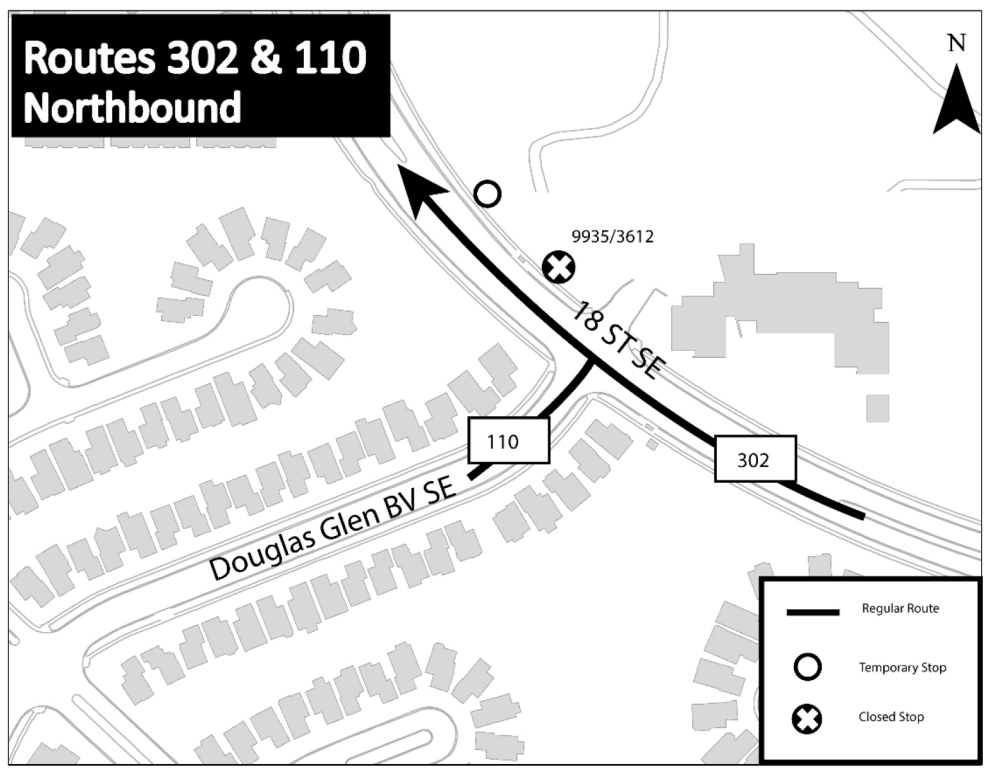 Routes 302 & 110
Northbound
N
9935/3612
18 ST SE
110
302
Douglas Glen BV SE
Regular Route
Temporary Stop
Closed Stop